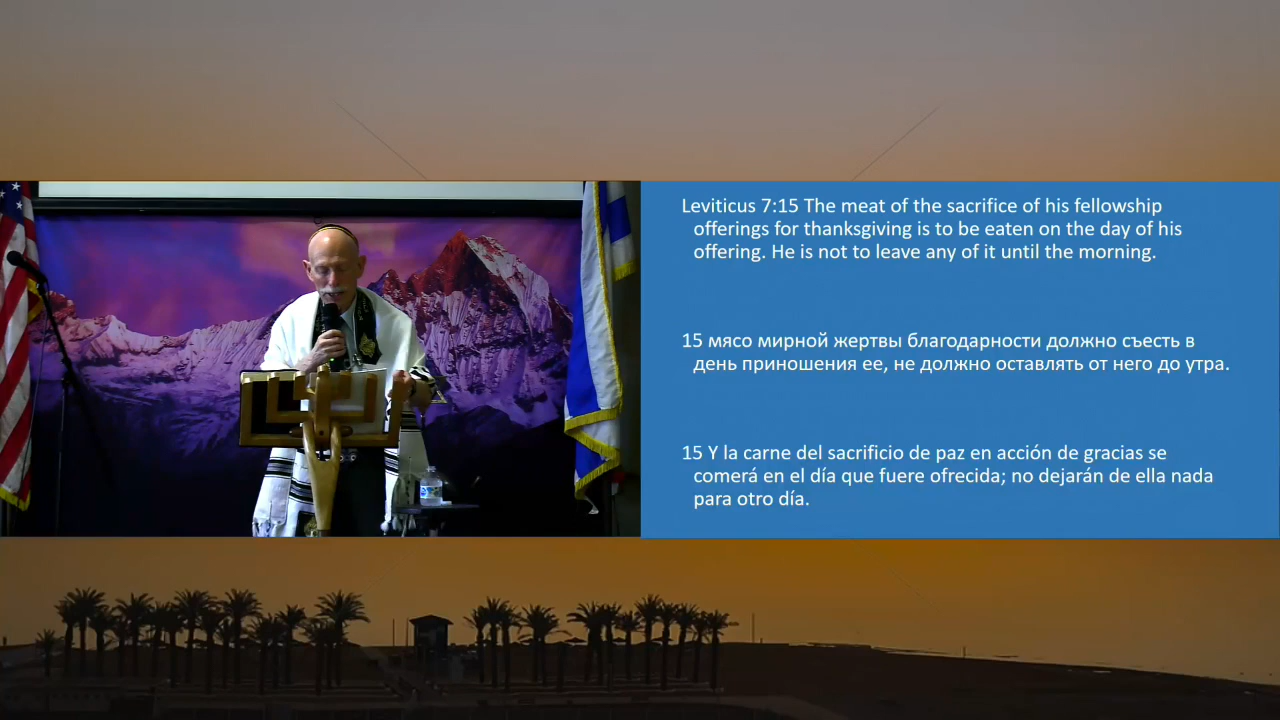 Leviticus 7:15 The meat of the sacrifice of his fellowship
offerings for thanksgiving is to be eaten on the day of his
offering. He is not to leave any of it until the morning.
15 мясо мирной жертвы благодарности должно съесть в
день приношения ее, не должно оставлять от него до утра.
15 Y la carne del sacrificio de paz en acción de gracias se
comerá en el día que fuere ofrecida; no dejarán de ella nada
para otro día.